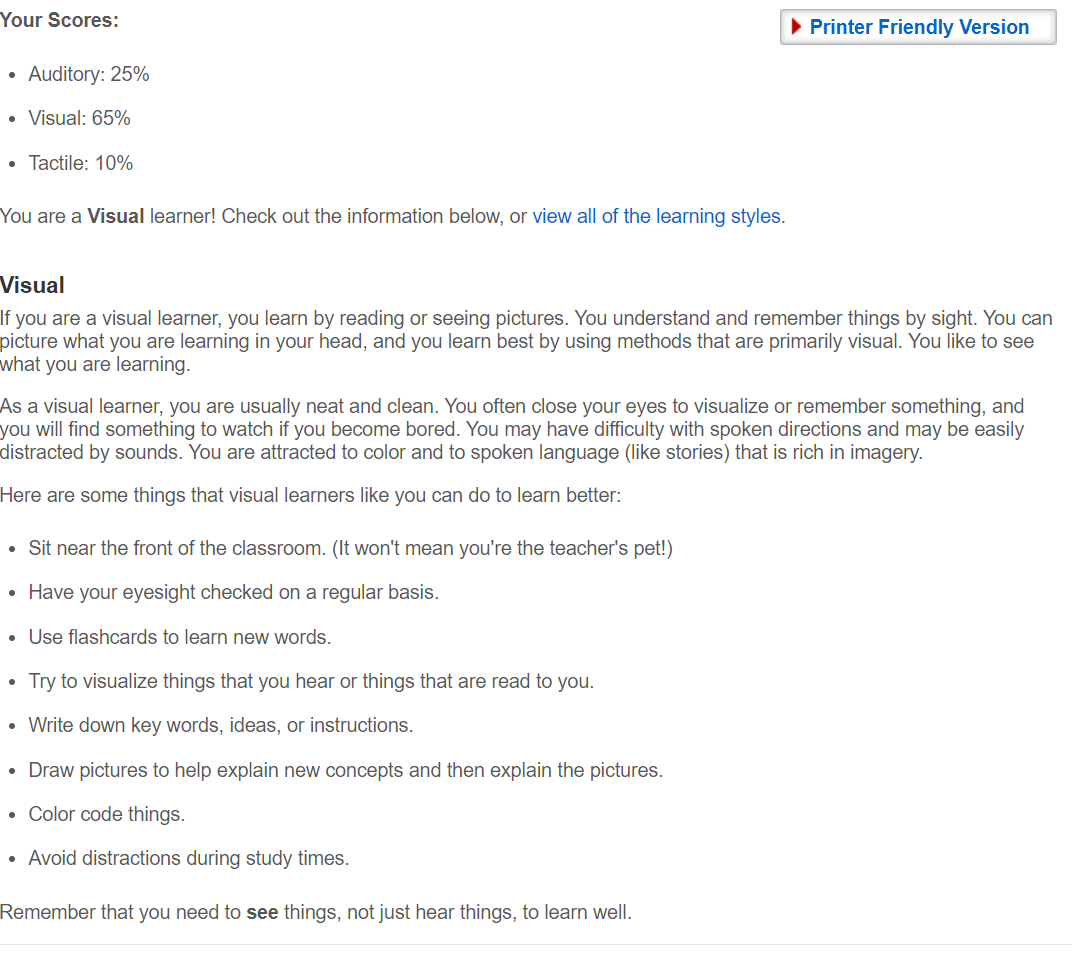 Your Scores:
Printer Friendly Version
Auditory: 25%
Visual: 65%
Tactile: 10%
You are a Visual learner! Check out the information below, or view all of the learning styles.
Visual
If you are a visual learner, you learn by reading or seeing pictures. You understand and remember things by sight. You can
picture what you are learning in your head, and you learn best by using methods that are primarily visual. You like to see
what you are learning.
As a visual learner, you are usually neat and clean. You often close your eyes to visualize or remember something, and
you will find something to watch if you become bored. You may have difficulty with spoken directions and may be easily
distracted by sounds. You are attracted to color and to spoken language (like stories) that is rich in imagery.
Here are some things that visual learners like you can do to learn better:
Sit near the front of the classroom. (It won't mean you're the teacher's pet!)
Have your eyesight checked on a regular basis.
Use flashcards to learn new words.
Try to visualize things that you hear or things that are read to you.
Write down key words, ideas, or instructions.
Draw pictures to help explain new concepts and then explain the pictures.
Color code things.
Avoid distractions during study times.
Remember that you need to see things, not just hear things, to learn well.